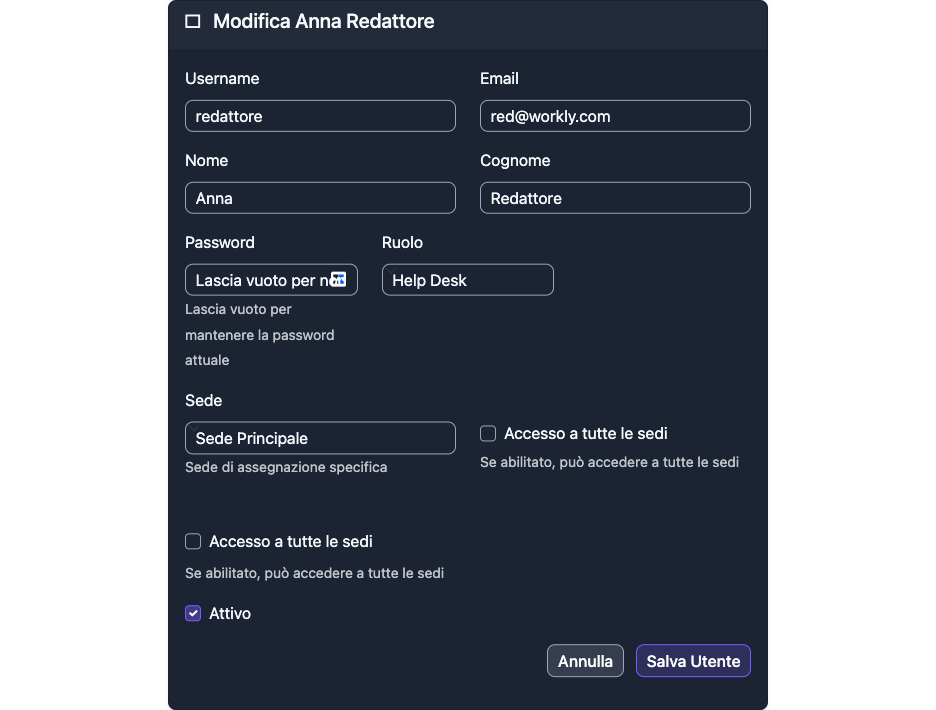 Modifica Anna Redattore
Username
Email
redattore
red@workly.com
Nome
Cognome
Anna
Redattore
Password
Ruolo
Lascia vuoto per
Help Desk
Lascia vuoto per
mantenere la password
attuale
Sede
Sede Principale
Accesso a tutte le sedi
Sede di assegnazione specifica
Se abilitato, può accedere a tutte le sedi
Accesso a tutte le sedi
Se abilitato, può accedere a tutte le sedi
Attivo
Annulla
Salva Utente